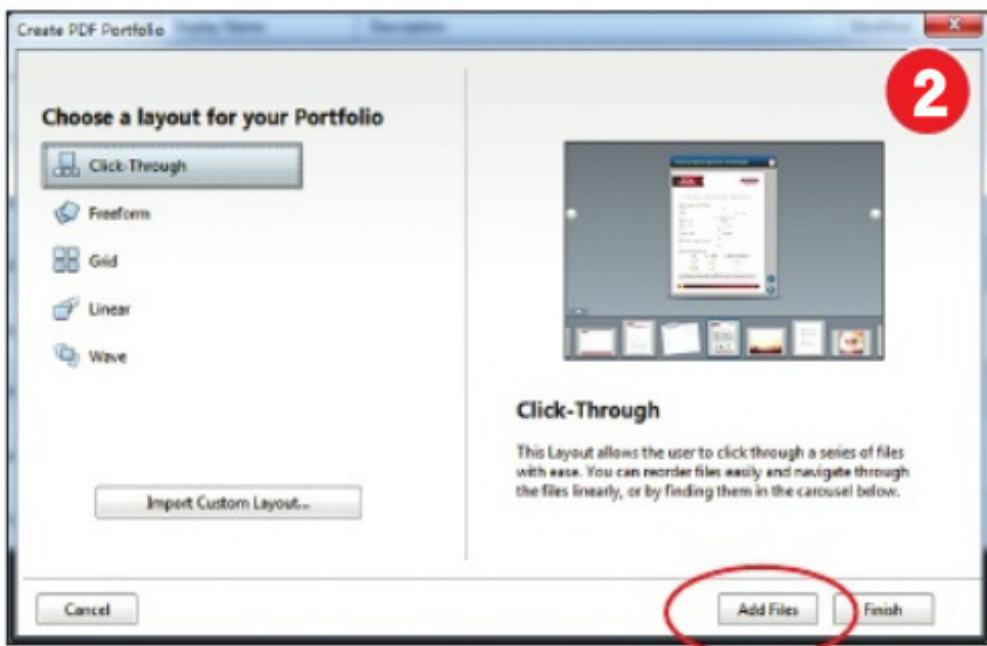 Create PDF Portfolio
2
Choose a layout for your Portfolio
Click-Through
Freeform
Grid
Linear
Wave
Import Custom Layout...
Click-Through
This Layout allows the user to click through a series of files
with ease. You can reorder files easily and navigate through
the files linearly, or by finding them in the carousel below.
Cancel
Add Files
Finish